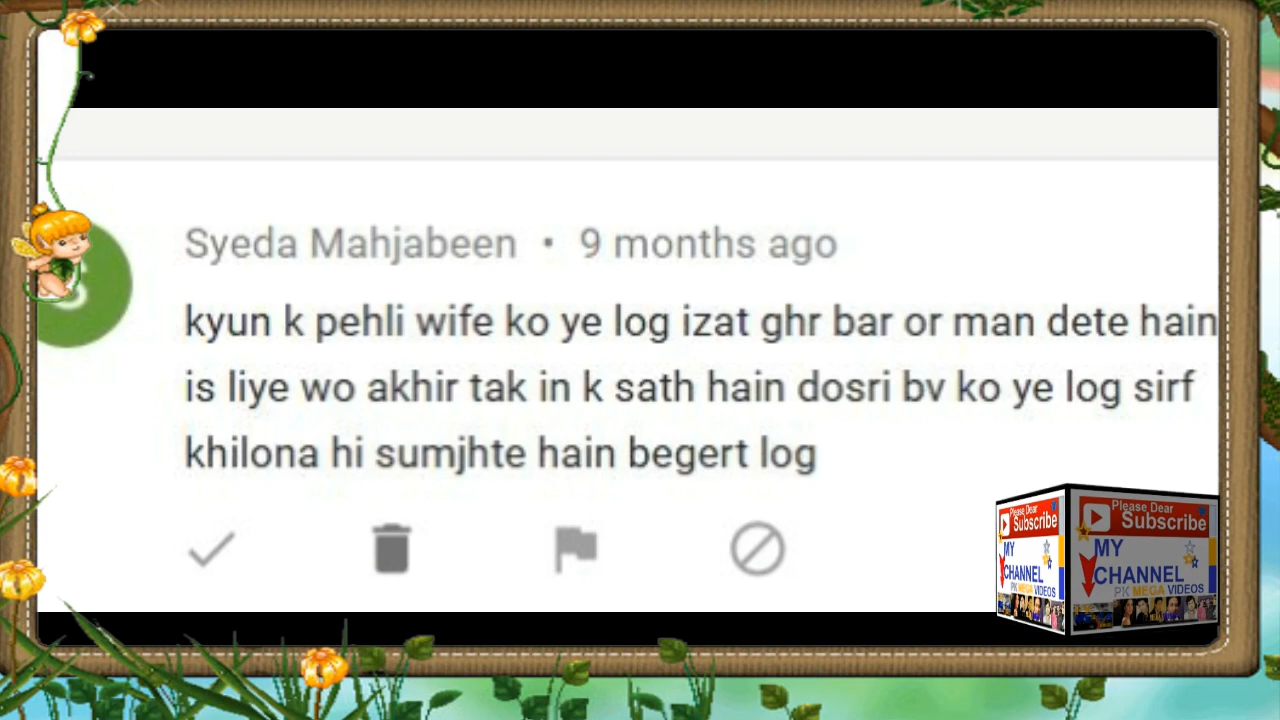 Syeda Mahjabeen • 9 months ago
kyun k pehli wife ko ye log izat ghr bar or man dete hain
is liye wo akhir tak in k sath hain dosri bv ko ye log sirf
khilona hi sumjhte hain begert log
Please Dear
Subscribe
MY
CHANNEL
PK MEGA VIDEOS
Please Dear
Subscribe
MY
CHANNEL
PK MEGA VIDEOS